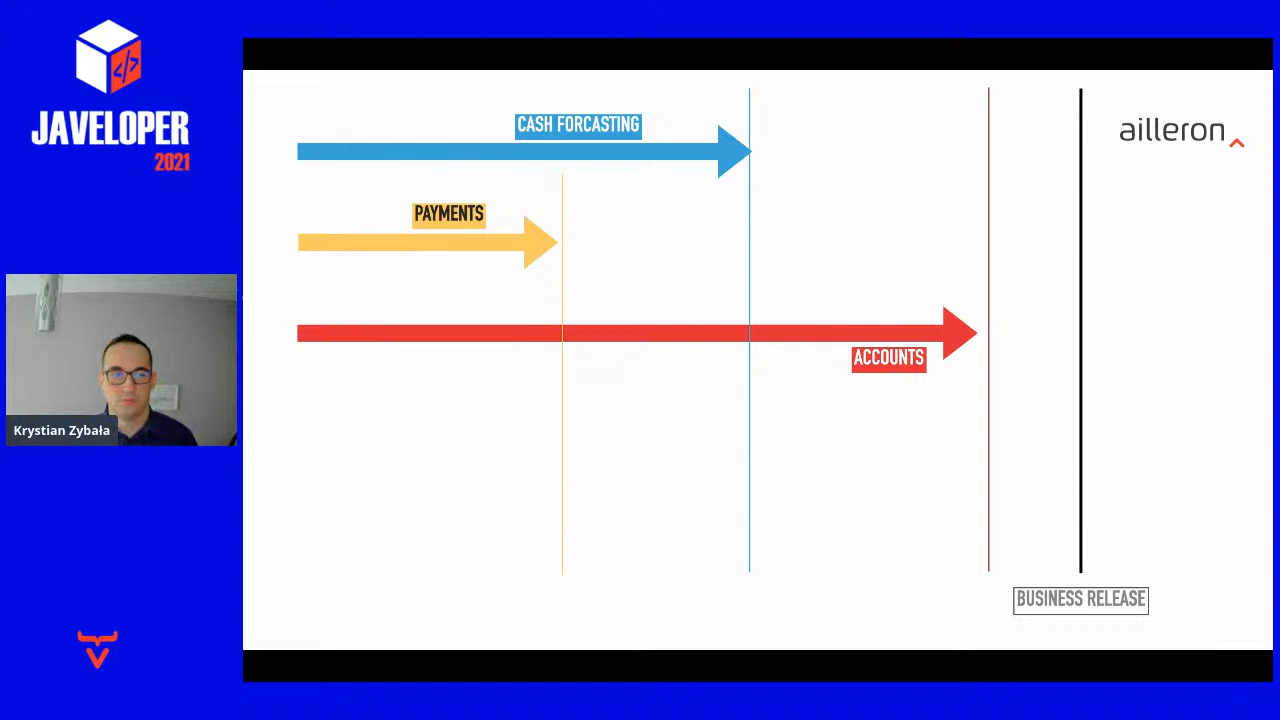 </>
JAVELOPER
2021
CASH FORCASTING
PAYMENTS
ACCOUNTS
BUSINESS RELEASE
ailleron
Krystian Zybała